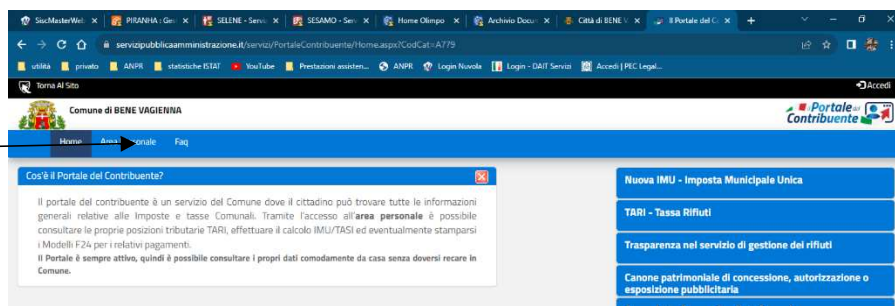 SiscMasterWeb
PIRANHA : Ges
SELENE - Servi
SESAMO - Serv
Home Olimpo
Archivio Docu
Città di BENE V
Il Portale del C
servizipubblicaamministrazione.it/servizi/PortaleContribuente/Home.aspx?CodCat=A779
utilità
privato
ANPR
statistiche ISTAT
YouTube
Prestazioni assisten...
ANPR
Login Nuvola
Login - DAIT Servizi
Accedi | PEC Legal...
Torna Al Sito
Accedi
Comune di BENE VAGIENNA
il Portale del
Contribuente
Home
Area Personale
Faq
Cos'è il Portale del Contribuente?
Il portale del contribuente è un servizio del Comune dove il cittadino può trovare tutte le informazioni
generali relative alle Imposte e tasse Comunali. Tramite l'accesso all'area personale è possibile
consultare le proprie posizioni tributarie TARI, effettuare il calcolo IMU/TASI ed eventualmente stamparsi
i Modelli F24 per i relativi pagamenti.
Il Portale è sempre attivo, quindi è possibile consultare i propri dati comodamente da casa senza doversi recare in
Comune.
Nuova IMU - Imposta Municipale Unica
TARI - Tassa Rifiuti
Trasparenza nel servizio di gestione dei rifiuti
Canone patrimoniale di concessione, autorizzazione o
esposizione pubblicitaria